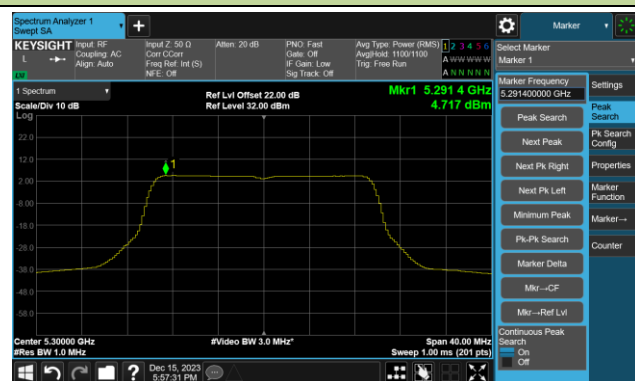 Spectrum Analyzer 1
Swept SA
Marker
KEYSIGHT
Input: RF
Coupling: AC
Align: Auto
Input Z: 50 Ω
Corr CCorr
Freq Ref: Int (S)
NFE: Off
Atten: 20 dB
PNO: Fast
Gate: Off
IF Gain: Low
Sig Track: Off
Avg Type: Power (RMS)
Avg|Hold: 1100/1100
Trig: Free Run
1 2 3 4 5 6
A W W W W W
A N N N N N
L
LW
Select Marker
Marker 1
1 Spectrum
Scale/Div 10 dB
Log
Ref Lvl Offset 22.00 dB
Ref Level 32.00 dBm
Mkr1 5.291 4 GHz
4.717 dBm
22.0
12.0
2.00
-8.00
-18.0
-28.0
-38.0
-48.0
-58.0
1
Center 5.30000 GHz
#Res BW 1.0 MHz
#Video BW 3.0 MHz*
Span 40.00 MHz
Sweep 1.00 ms (201 pts)
Marker Frequency
5.291400000 GHz
Peak Search
Next Peak
Next Pk Right
Next Pk Left
Minimum Peak
Pk-Pk Search
Marker Delta
Mkr→CF
Mkr→Ref Lvl
Continuous Peak
Search
On
Off
Settings
Peak
Search
Pk Search
Config
Properties
Marker
Function
Marker→
Counter
Dec 15, 2023
5:57:31 PM